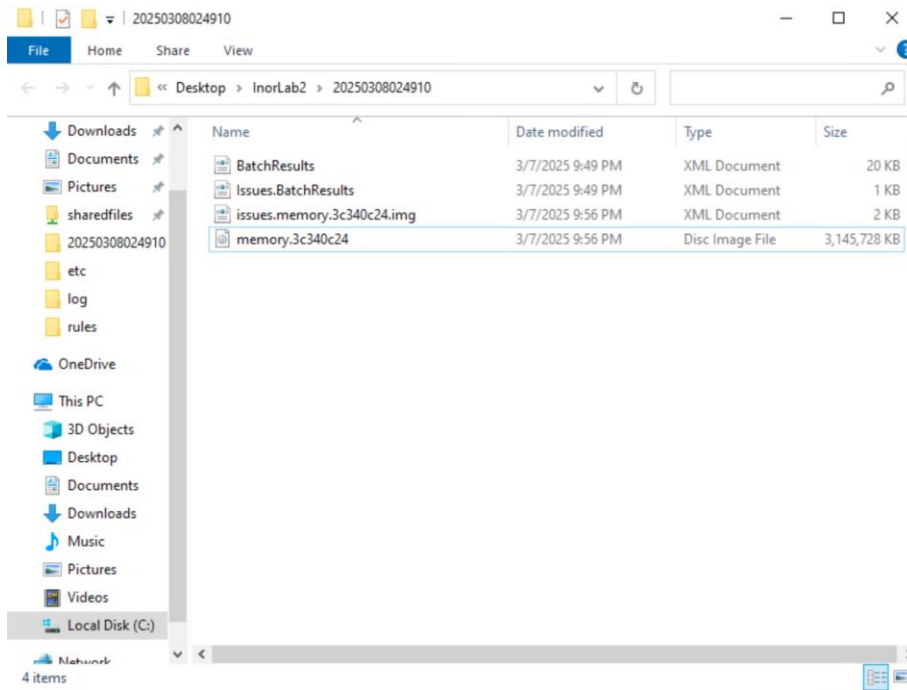 20250308024910
File Home Share View
« Desktop › InorLab2 › 20250308024910
Name Date modified Type Size
BatchResults 3/7/2025 9:49 PM XML Document 20 KB
Issues.BatchResults 3/7/2025 9:49 PM XML Document 1 KB
issues.memory.3c340c24.img 3/7/2025 9:56 PM XML Document 2 KB
memory.3c340c24 3/7/2025 9:56 PM Disc Image File 3,145,728 KB
Downloads
Documents
Pictures
sharedfiles
20250308024910
etc
log
rules
OneDrive
This PC
3D Objects
Desktop
Documents
Downloads
Music
Pictures
Videos
Local Disk (C:)
Network
4 items